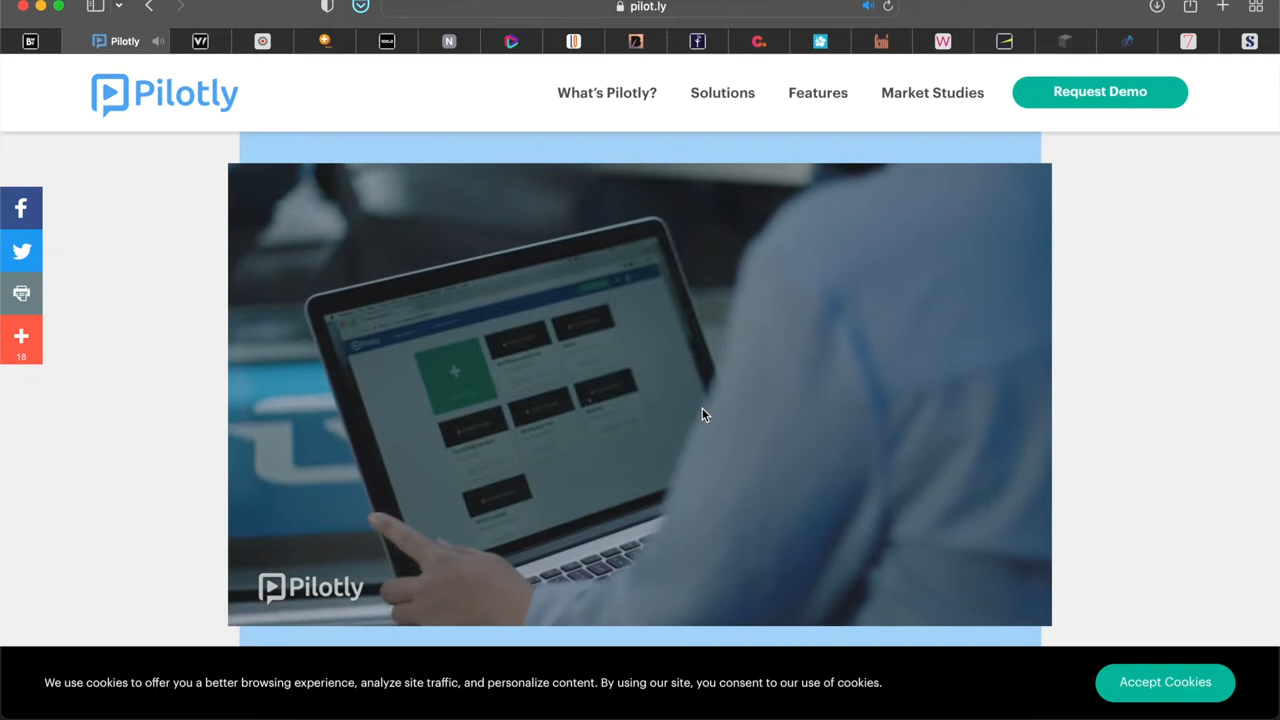 pilot.ly
Pilotly
Pilotly
What's Pilotly?
Solutions
Features
Market Studies
Request Demo
18
Pilotly
We use cookies to offer you a better browsing experience, analyze site traffic, and personalize content. By using our site, you consent to our use of cookies.
Accept Cookies